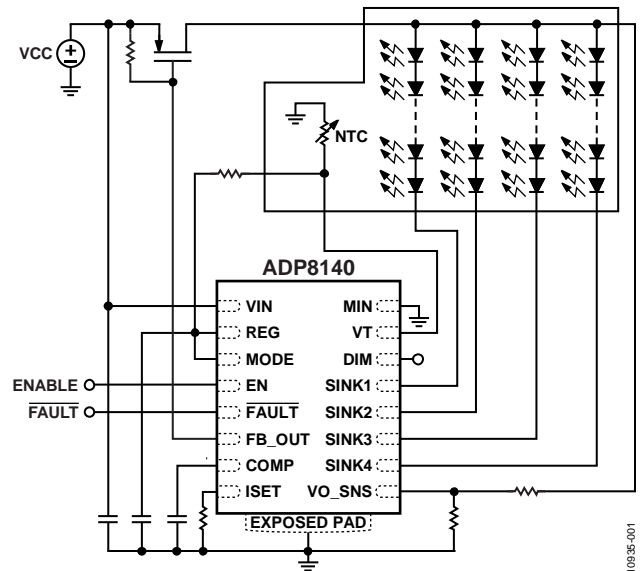 VCC
NTC
ADP8140
VIN
MIN
REG
VT
MODE
DIM
ENABLE
EN
SINK1
FAULT
FAULT
SINK2
FB_OUT
SINK3
COMP
SINK4
ISET
VO_SNS
EXPOSED PAD
10935-001